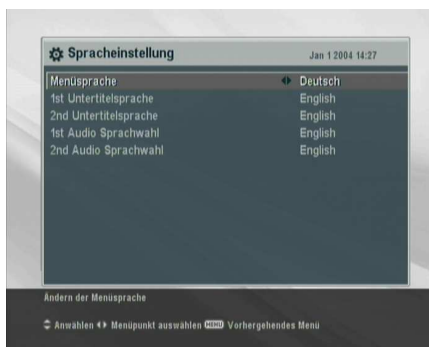 Spracheinstellung Jan 1 2004 14:27
Menüsprache Deutsch
1st Untertitelsprache English
2nd Untertitelsprache English
1st Audio Sprachwahl English
2nd Audio Sprachwahl English
Ändern der Menüsprache
Anwählen Menüpunkt auswählen MENU Vorhergehendes Menü